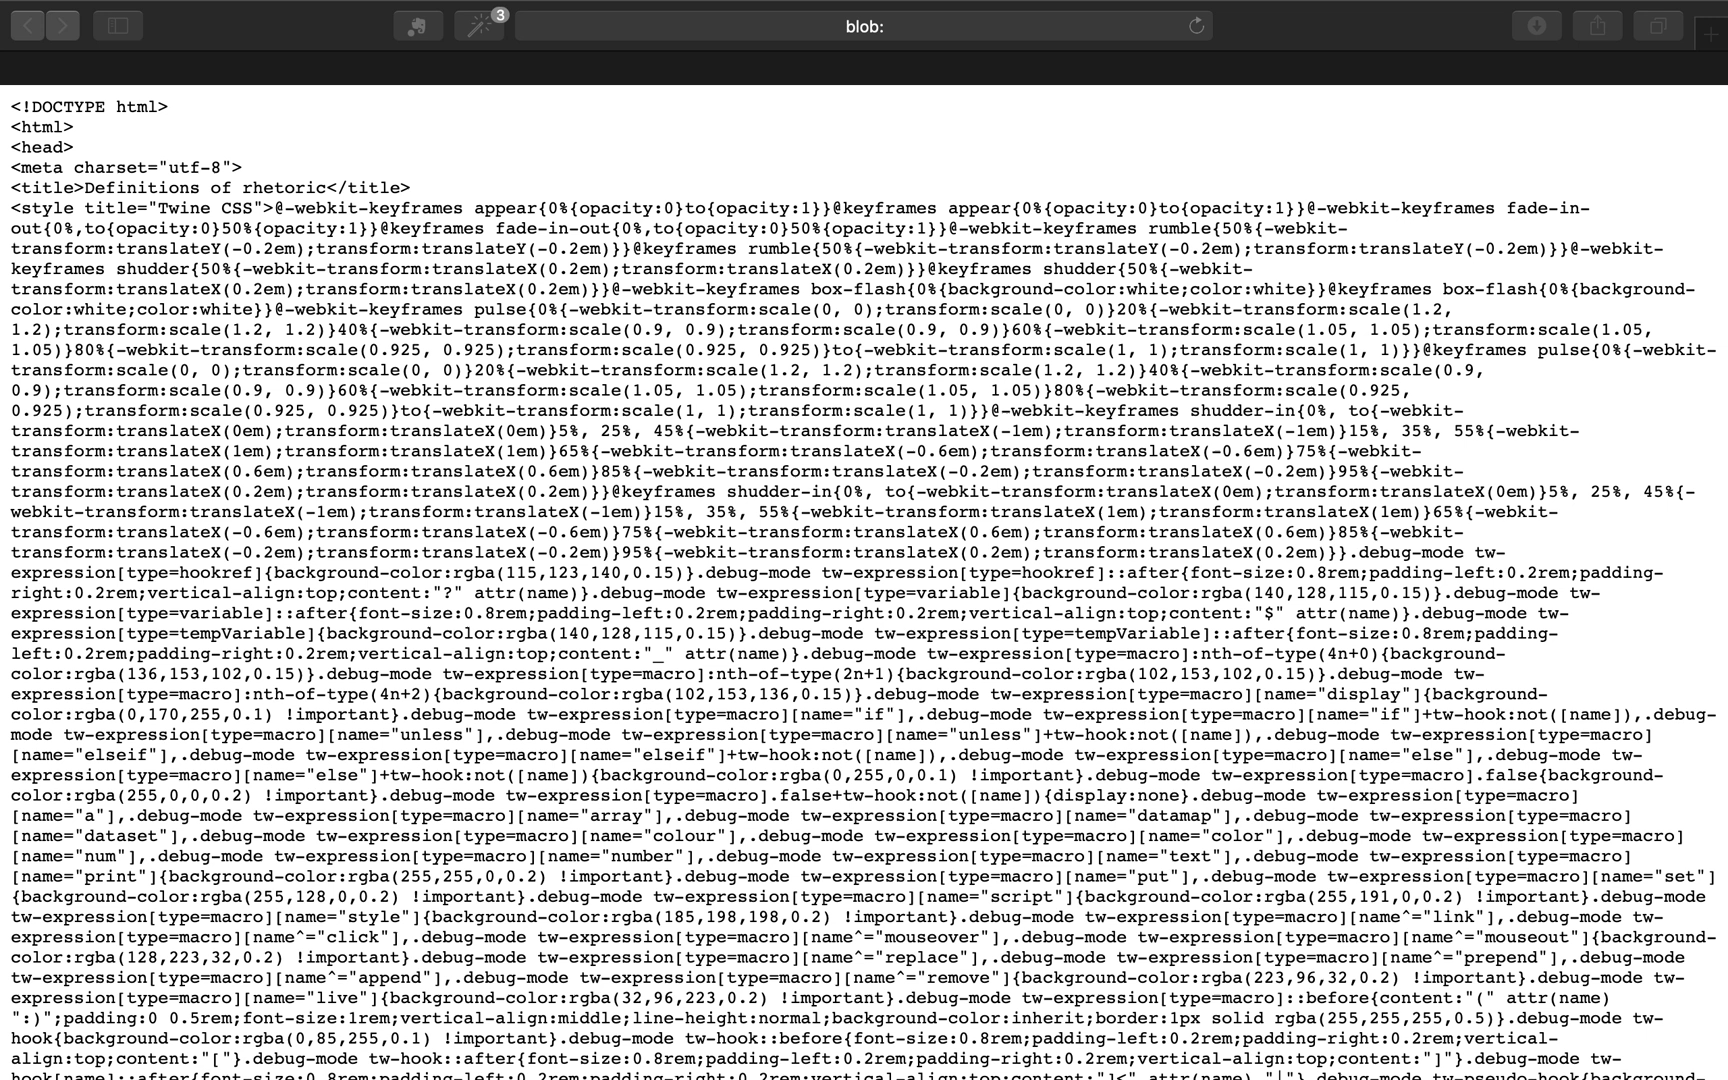 3
blob:
<!DOCTYPE html>
<html>
<head>
<meta charset="utf-8">
<title>Definitions of rhetoric</title>
<style title="Twine CSS">@-webkit-keyframes appear{0%{opacity:0}to{opacity:1}}@keyframes appear{0%{opacity:0}to{opacity:1}}@-webkit-keyframes fade-in-
out{0%,to{opacity:0}50%{opacity:1}}@keyframes fade-in-out{0%,to{opacity:0}50%{opacity:1}}@-webkit-keyframes rumble{50%{-webkit-
transform:translateY(-0.2em);transform:translateY(-0.2em)}}@keyframes rumble{50%{-webkit-transform:translateY(-0.2em);transform:translateY(-0.2em)}}@-webkit-
keyframes shudder{50%{-webkit-transform:translateX(0.2em);transform:translateX(0.2em)}}@keyframes shudder{50%{-webkit-
transform:translateX(0.2em);transform:translateX(0.2em)}}@-webkit-keyframes box-flash{0%{background-color:white;color:white}}@keyframes box-flash{0%{background-
color:white;color:white}}@-webkit-keyframes pulse{0%{-webkit-transform:scale(0, 0);transform:scale(0, 0)}20%{-webkit-transform:scale(1.2,
1.2);transform:scale(1.2, 1.2)}40%{-webkit-transform:scale(0.9, 0.9);transform:scale(0.9, 0.9)}60%{-webkit-transform:scale(1.05, 1.05);transform:scale(1.05,
1.05)}80%{-webkit-transform:scale(0.925, 0.925);transform:scale(0.925, 0.925)}to{-webkit-transform:scale(1, 1);transform:scale(1, 1)}}@keyframes pulse{0%{-webkit-
transform:scale(0, 0);transform:scale(0, 0)}20%{-webkit-transform:scale(1.2, 1.2);transform:scale(1.2, 1.2)}40%{-webkit-transform:scale(0.9,
0.9);transform:scale(0.9, 0.9)}60%{-webkit-transform:scale(1.05, 1.05);transform:scale(1.05, 1.05)}80%{-webkit-transform:scale(0.925,
0.925);transform:scale(0.925, 0.925)}to{-webkit-transform:scale(1, 1);transform:scale(1, 1)}}@-webkit-keyframes shudder-in{0%, to{-webkit-
transform:translateX(0em);transform:translateX(0em)}5%, 25%, 45%{-webkit-transform:translateX(-1em);transform:translateX(-1em)}15%, 35%, 55%{-webkit-
transform:translateX(1em);transform:translateX(1em)}65%{-webkit-transform:translateX(-0.6em);transform:translateX(-0.6em)}75%{-webkit-
transform:translateX(0.6em);transform:translateX(0.6em)}85%{-webkit-transform:translateX(-0.2em);transform:translateX(-0.2em)}95%{-webkit-
transform:translateX(0.2em);transform:translateX(0.2em)}}@keyframes shudder-in{0%, to{-webkit-transform:translateX(0em);transform:translateX(0em)}5%, 25%, 45%{-
webkit-transform:translateX(-1em);transform:translateX(-1em)}15%, 35%, 55%{-webkit-transform:translateX(1em);transform:translateX(1em)}65%{-webkit-
transform:translateX(-0.6em);transform:translateX(-0.6em)}75%{-webkit-transform:translateX(0.6em);transform:translateX(0.6em)}85%{-webkit-
transform:translateX(-0.2em);transform:translateX(-0.2em)}95%{-webkit-transform:translateX(0.2em);transform:translateX(0.2em)}}.debug-mode tw-
expression[type=hookref]{background-color:rgba(115,123,140,0.15)}.debug-mode tw-expression[type=hookref]::after{font-size:0.8rem;padding-left:0.2rem;padding-
right:0.2rem;vertical-align:top;content:"?" attr(name)}.debug-mode tw-expression[type=variable]{background-color:rgba(140,128,115,0.15)}.debug-mode tw-
expression[type=variable]::after{font-size:0.8rem;padding-left:0.2rem;padding-right:0.2rem;vertical-align:top;content:"$" attr(name)}.debug-mode tw-
expression[type=tempVariable]{background-color:rgba(140,128,115,0.15)}.debug-mode tw-expression[type=tempVariable]::after{font-size:0.8rem;padding-
left:0.2rem;padding-right:0.2rem;vertical-align:top;content:"_" attr(name)}.debug-mode tw-expression[type=macro]:nth-of-type(4n+0){background-
color:rgba(136,153,102,0.15)}.debug-mode tw-expression[type=macro]:nth-of-type(2n+1){background-color:rgba(102,153,102,0.15)}.debug-mode tw-
expression[type=macro]:nth-of-type(4n+2){background-color:rgba(102,153,136,0.15)}.debug-mode tw-expression[type=macro][name="display"]{background-
color:rgba(0,170,255,0.1) !important}.debug-mode tw-expression[type=macro][name="if"],.debug-mode tw-expression[type=macro][name="if"]+tw-hook:not([name]),.debug-
mode tw-expression[type=macro][name="unless"],.debug-mode tw-expression[type=macro][name="unless"]+tw-hook:not([name]),.debug-mode tw-expression[type=macro]
[name="elseif"],.debug-mode tw-expression[type=macro][name="elseif"]+tw-hook:not([name]),.debug-mode tw-expression[type=macro][name="else"],.debug-mode tw-
expression[type=macro][name="else"]+tw-hook:not([name]){background-color:rgba(0,255,0,0.1) !important}.debug-mode tw-expression[type=macro].false{background-
color:rgba(255,0,0,0.2) !important}.debug-mode tw-expression[type=macro].false+tw-hook:not([name]){display:none}.debug-mode tw-expression[type=macro]
[name="a"],.debug-mode tw-expression[type=macro][name="array"],.debug-mode tw-expression[type=macro][name="datamap"],.debug-mode tw-expression[type=macro]
[name="dataset"],.debug-mode tw-expression[type=macro][name="colour"],.debug-mode tw-expression[type=macro][name="color"],.debug-mode tw-expression[type=macro]
[name="num"],.debug-mode tw-expression[type=macro][name="number"],.debug-mode tw-expression[type=macro][name="text"],.debug-mode tw-expression[type=macro]
[name="print"]{background-color:rgba(255,255,0,0.2) !important}.debug-mode tw-expression[type=macro][name="put"],.debug-mode tw-expression[type=macro][name="set"]
{background-color:rgba(255,128,0,0.2) !important}.debug-mode tw-expression[type=macro][name="script"]{background-color:rgba(255,191,0,0.2) !important}.debug-mode
tw-expression[type=macro][name="style"]{background-color:rgba(185,198,198,0.2) !important}.debug-mode tw-expression[type=macro][name^="link"],.debug-mode tw-
expression[type=macro][name^="click"],.debug-mode tw-expression[type=macro][name^="mouseover"],.debug-mode tw-expression[type=macro][name^="mouseout"]{background-
color:rgba(128,223,32,0.2) !important}.debug-mode tw-expression[type=macro][name^="replace"],.debug-mode tw-expression[type=macro][name^="prepend"],.debug-mode
tw-expression[type=macro][name^="append"],.debug-mode tw-expression[type=macro][name^="remove"]{background-color:rgba(223,96,32,0.2) !important}.debug-mode tw-
expression[type=macro][name="live"]{background-color:rgba(32,96,223,0.2) !important}.debug-mode tw-expression[type=macro]::before{content:"(" attr(name)
":)";padding:0 0.5rem;font-size:1rem;vertical-align:middle;line-height:normal;background-color:inherit;border:1px solid rgba(255,255,255,0.5)}.debug-mode tw-
hook{background-color:rgba(0,85,255,0.1) !important}.debug-mode tw-hook::before{font-size:0.8rem;padding-left:0.2rem;padding-right:0.2rem;vertical-
align:top;content:"["}.debug-mode tw-hook::after{font-size:0.8rem;padding-left:0.2rem;padding-right:0.2rem;vertical-align:top;content:"]"}.debug-mode tw-
hook[name]::after{font-size:0.8rem;padding-left:0.2rem;padding-right:0.2rem;vertical-align:top;content:"]<" attr(name) "|"}.debug-mode tw-pseudo-hook{background-